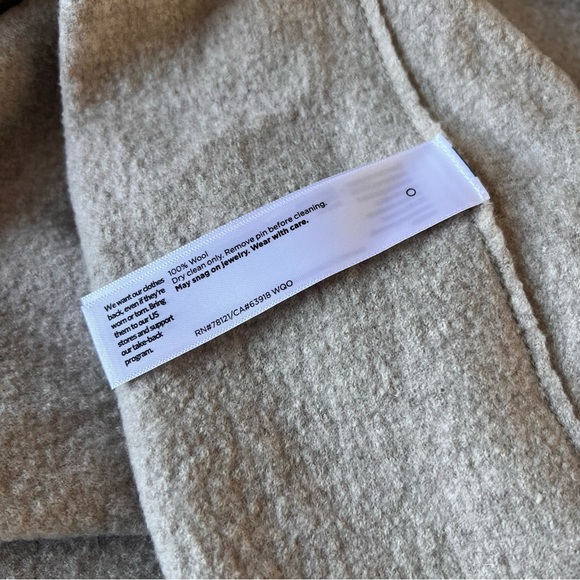 We want our clothes
back, even if they're
worn or torn. Bring
them to our US
stores and support
our take-back
program.
100% Wool
Dry clean only. Remove pin before cleaning.
May snag on jewelry. Wear with care.
RN#78121/CA#63918 WQO